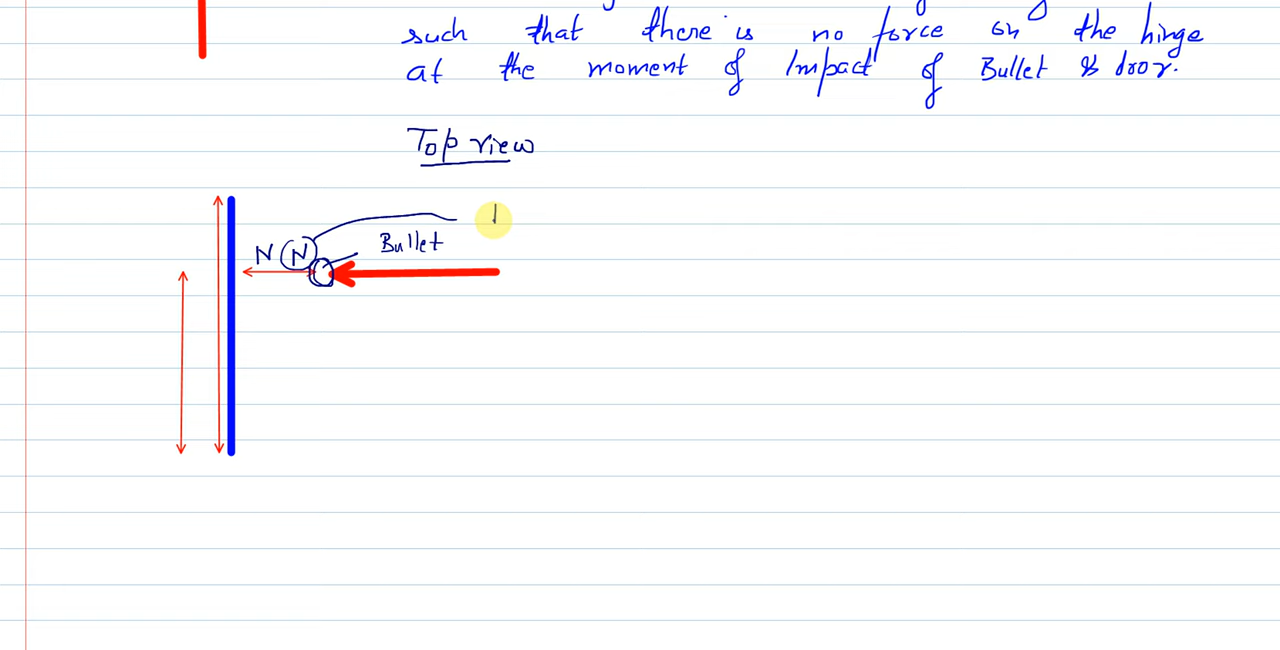 such that there is no force on the hinge
at the moment of Impact of Bullet & door.
Top view
N (N) Bullet